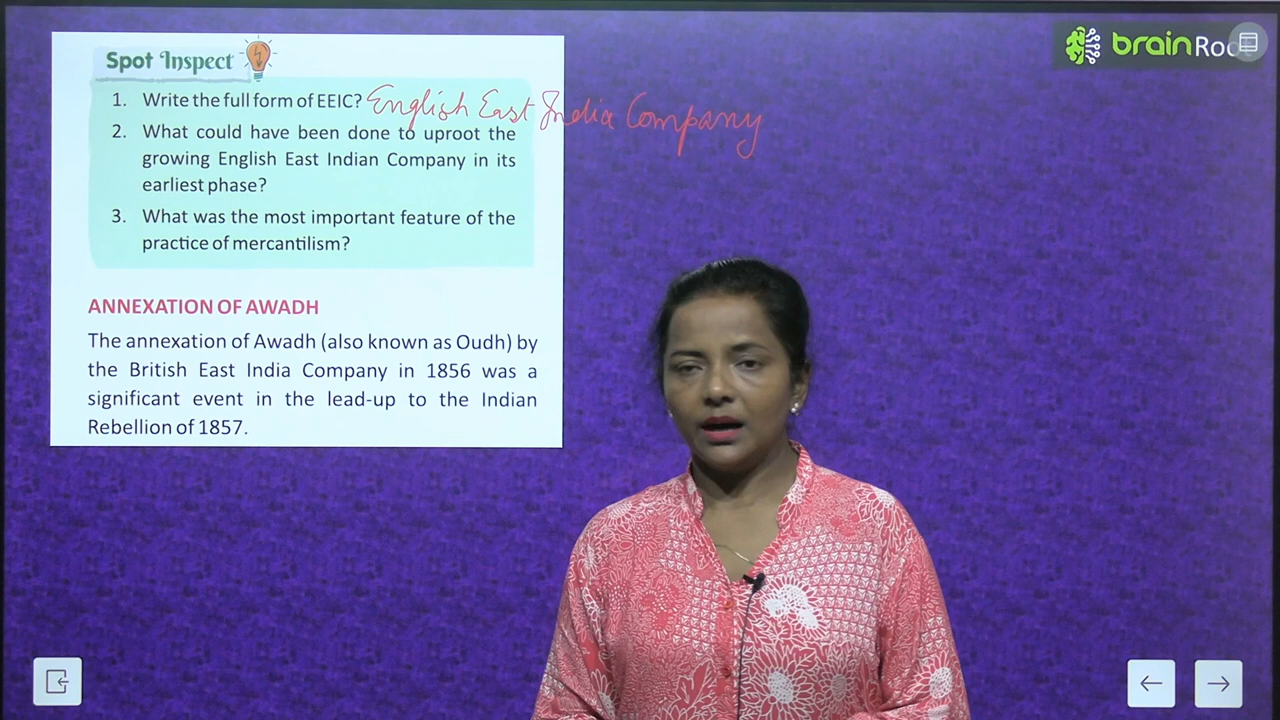 Spot Inspect
brain
1. Write the full form of EEIC? English East India Company
2. What could have been done to uproot the
growing English East Indian Company in its
earliest phase?
3. What was the most important feature of the
practice of mercantilism?
ANNEXATION OF AWADH
The annexation of Awadh (also known as Oudh) by
the British East India Company in 1856 was a
significant event in the lead-up to the Indian
Rebellion of 1857.